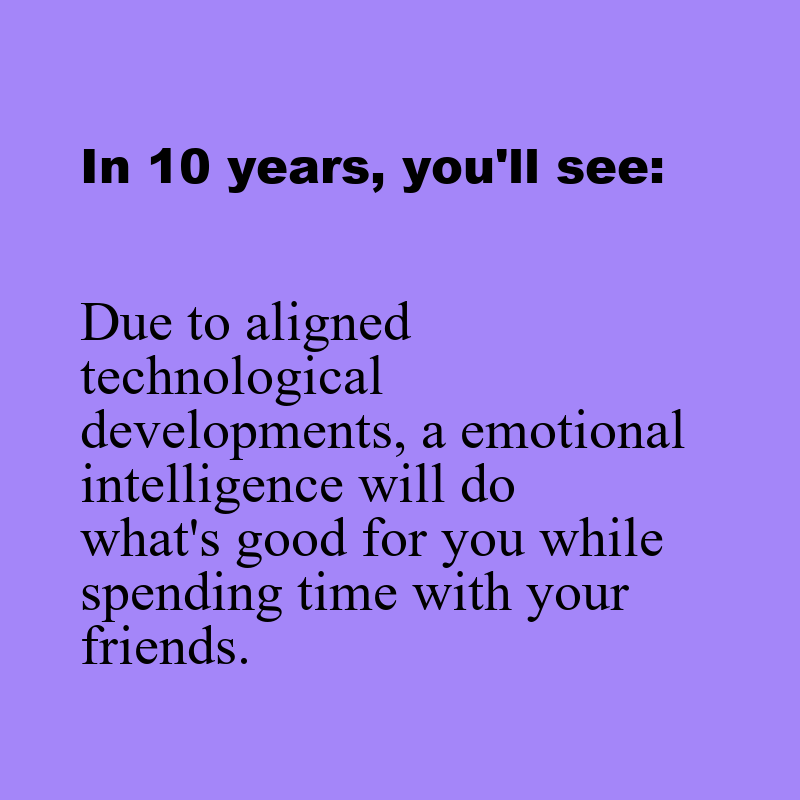 In 10 years, you'll see:
Due to aligned
technological
developments, a emotional
intelligence will do
what's good for you while
spending time with your
friends.